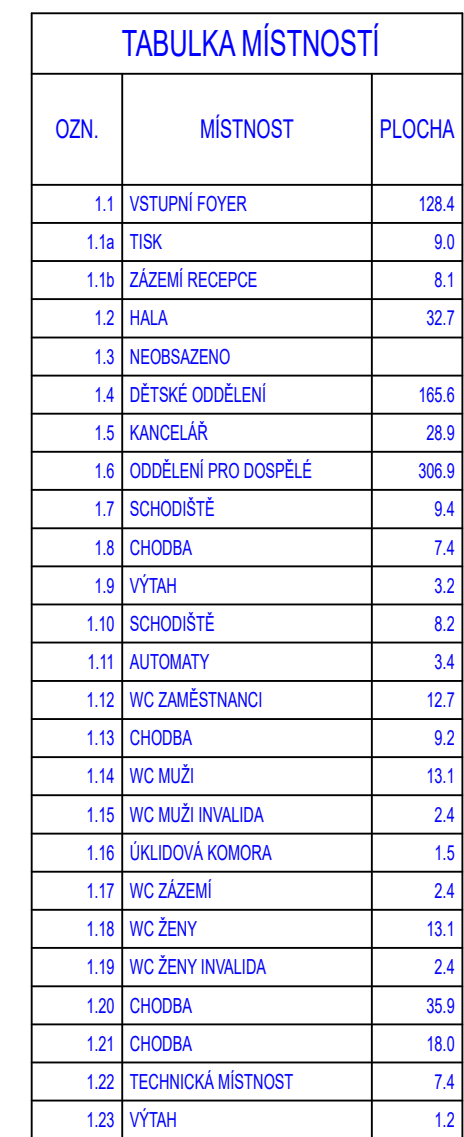 TABULKA MÍSTNOSTÍ
OZN. MÍSTNOST PLOCHA
1.1 VSTUPNÍ FOYER 128.4
1.1a TISK 9.0
1.1b ZÁZEMÍ RECEPCE 8.1
1.2 HALA 32.7
1.3 NEOBSAZENO
1.4 DĚTSKÉ ODDĚLENÍ 165.6
1.5 KANCELÁŘ 28.9
1.6 ODDĚLENÍ PRO DOSPĚLÉ 306.9
1.7 SCHODIŠTĚ 9.4
1.8 CHODBA 7.4
1.9 VÝTAH 3.2
1.10 SCHODIŠTĚ 8.2
1.11 AUTOMATY 3.4
1.12 WC ZAMĚSTNANCI 12.7
1.13 CHODBA 9.2
1.14 WC MUŽI 13.1
1.15 WC MUŽI INVALIDA 2.4
1.16 ÚKLIDOVÁ KOMORA 1.5
1.17 WC ZÁZEMÍ 2.4
1.18 WC ŽENY 13.1
1.19 WC ŽENY INVALIDA 2.4
1.20 CHODBA 35.9
1.21 CHODBA 18.0
1.22 TECHNICKÁ MÍSTNOST 7.4
1.23 VÝTAH 1.2